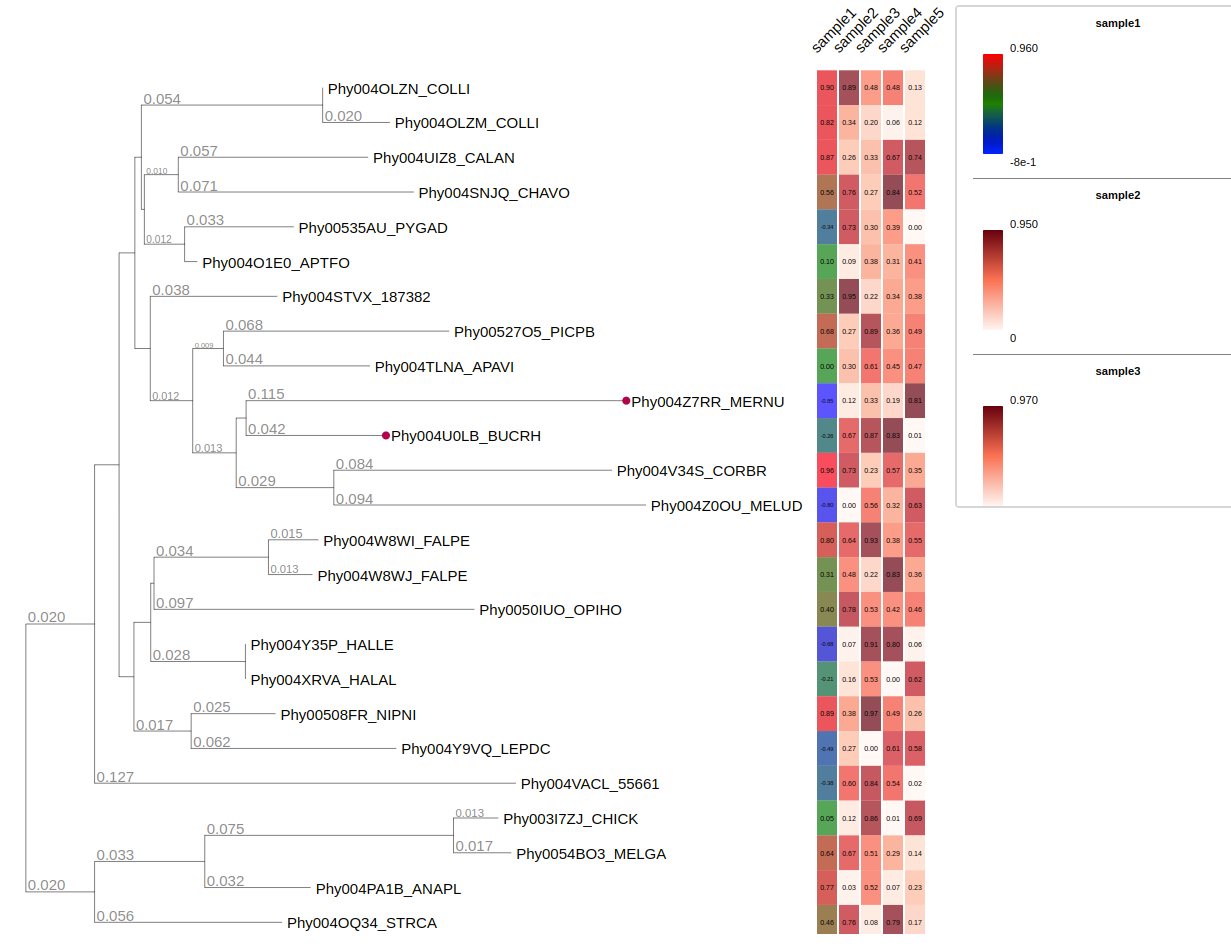 sample1 sample2 sample3 sample4 sample5
sample1
0.960
-8e-1
sample2
0.950
0
sample3
0.970
Phy004OLZN_COLLI 0.90 0.89 0.48 0.48 0.13
0.054
0.020 Phy004OLZM_COLLI 0.82 0.34 0.20 0.06 0.12
0.057 Phy004UIZ8_CALAN 0.87 0.26 0.33 0.67 0.74
0.010
0.071 Phy004SNJQ_CHAVO 0.56 0.76 0.27 0.84 0.52
0.033 Phy00535AU_PYGAD -0.34 0.73 0.30 0.39 0.00
0.012
Phy004O1E0_APTFO 0.10 0.09 0.38 0.31 0.41
0.038 Phy004STVX_187382 0.33 0.95 0.22 0.34 0.38
0.068 Phy00527O5_PICPB 0.68 0.27 0.89 0.36 0.49
0.009
0.044 Phy004TLNA_APAVI 0.00 0.30 0.61 0.45 0.47
0.012
0.115 Phy004Z7RR_MERNU 0.12 0.33 0.19 0.81
0.042 Phy004U0LB_BUCRH 0.67 0.87 0.83 0.01
0.013
0.084 Phy004V34S_CORBR 0.96 0.73 0.23 0.57 0.35
0.029
0.094 Phy004Z0OU_MELUD 0.00 0.56 0.32 0.63
0.015 Phy004W8WI_FALPE 0.80 0.64 0.93 0.38 0.55
0.034
0.013 Phy004W8WJ_FALPE 0.31 0.48 0.22 0.83 0.36
0.097 Phy0050IUO_OPIHO 0.40 0.78 0.53 0.42 0.46
0.020
Phy004Y35P_HALLE 0.07 0.91 0.80 0.06
0.028
Phy004XRVA_HALAL -0.21 0.16 0.53 0.00 0.62
0.025 Phy00508FR_NIPNI 0.89 0.38 0.97 0.49 0.26
0.017
0.062 Phy004Y9VQ_LEPDC -0.49 0.27 0.00 0.61 0.58
0.127 Phy004VACL_55661 0.60 0.84 0.54 0.02
0.013 Phy003I7ZJ_CHICK 0.05 0.12 0.86 0.01 0.69
0.075
0.017 Phy0054BO3_MELGA 0.64 0.67 0.51 0.29 0.14
0.033
0.032 Phy004PA1B_ANAPL 0.77 0.03 0.52 0.07 0.23
0.020
0.056 Phy004OQ34_STRCA 0.46 0.76 0.08 0.79 0.17